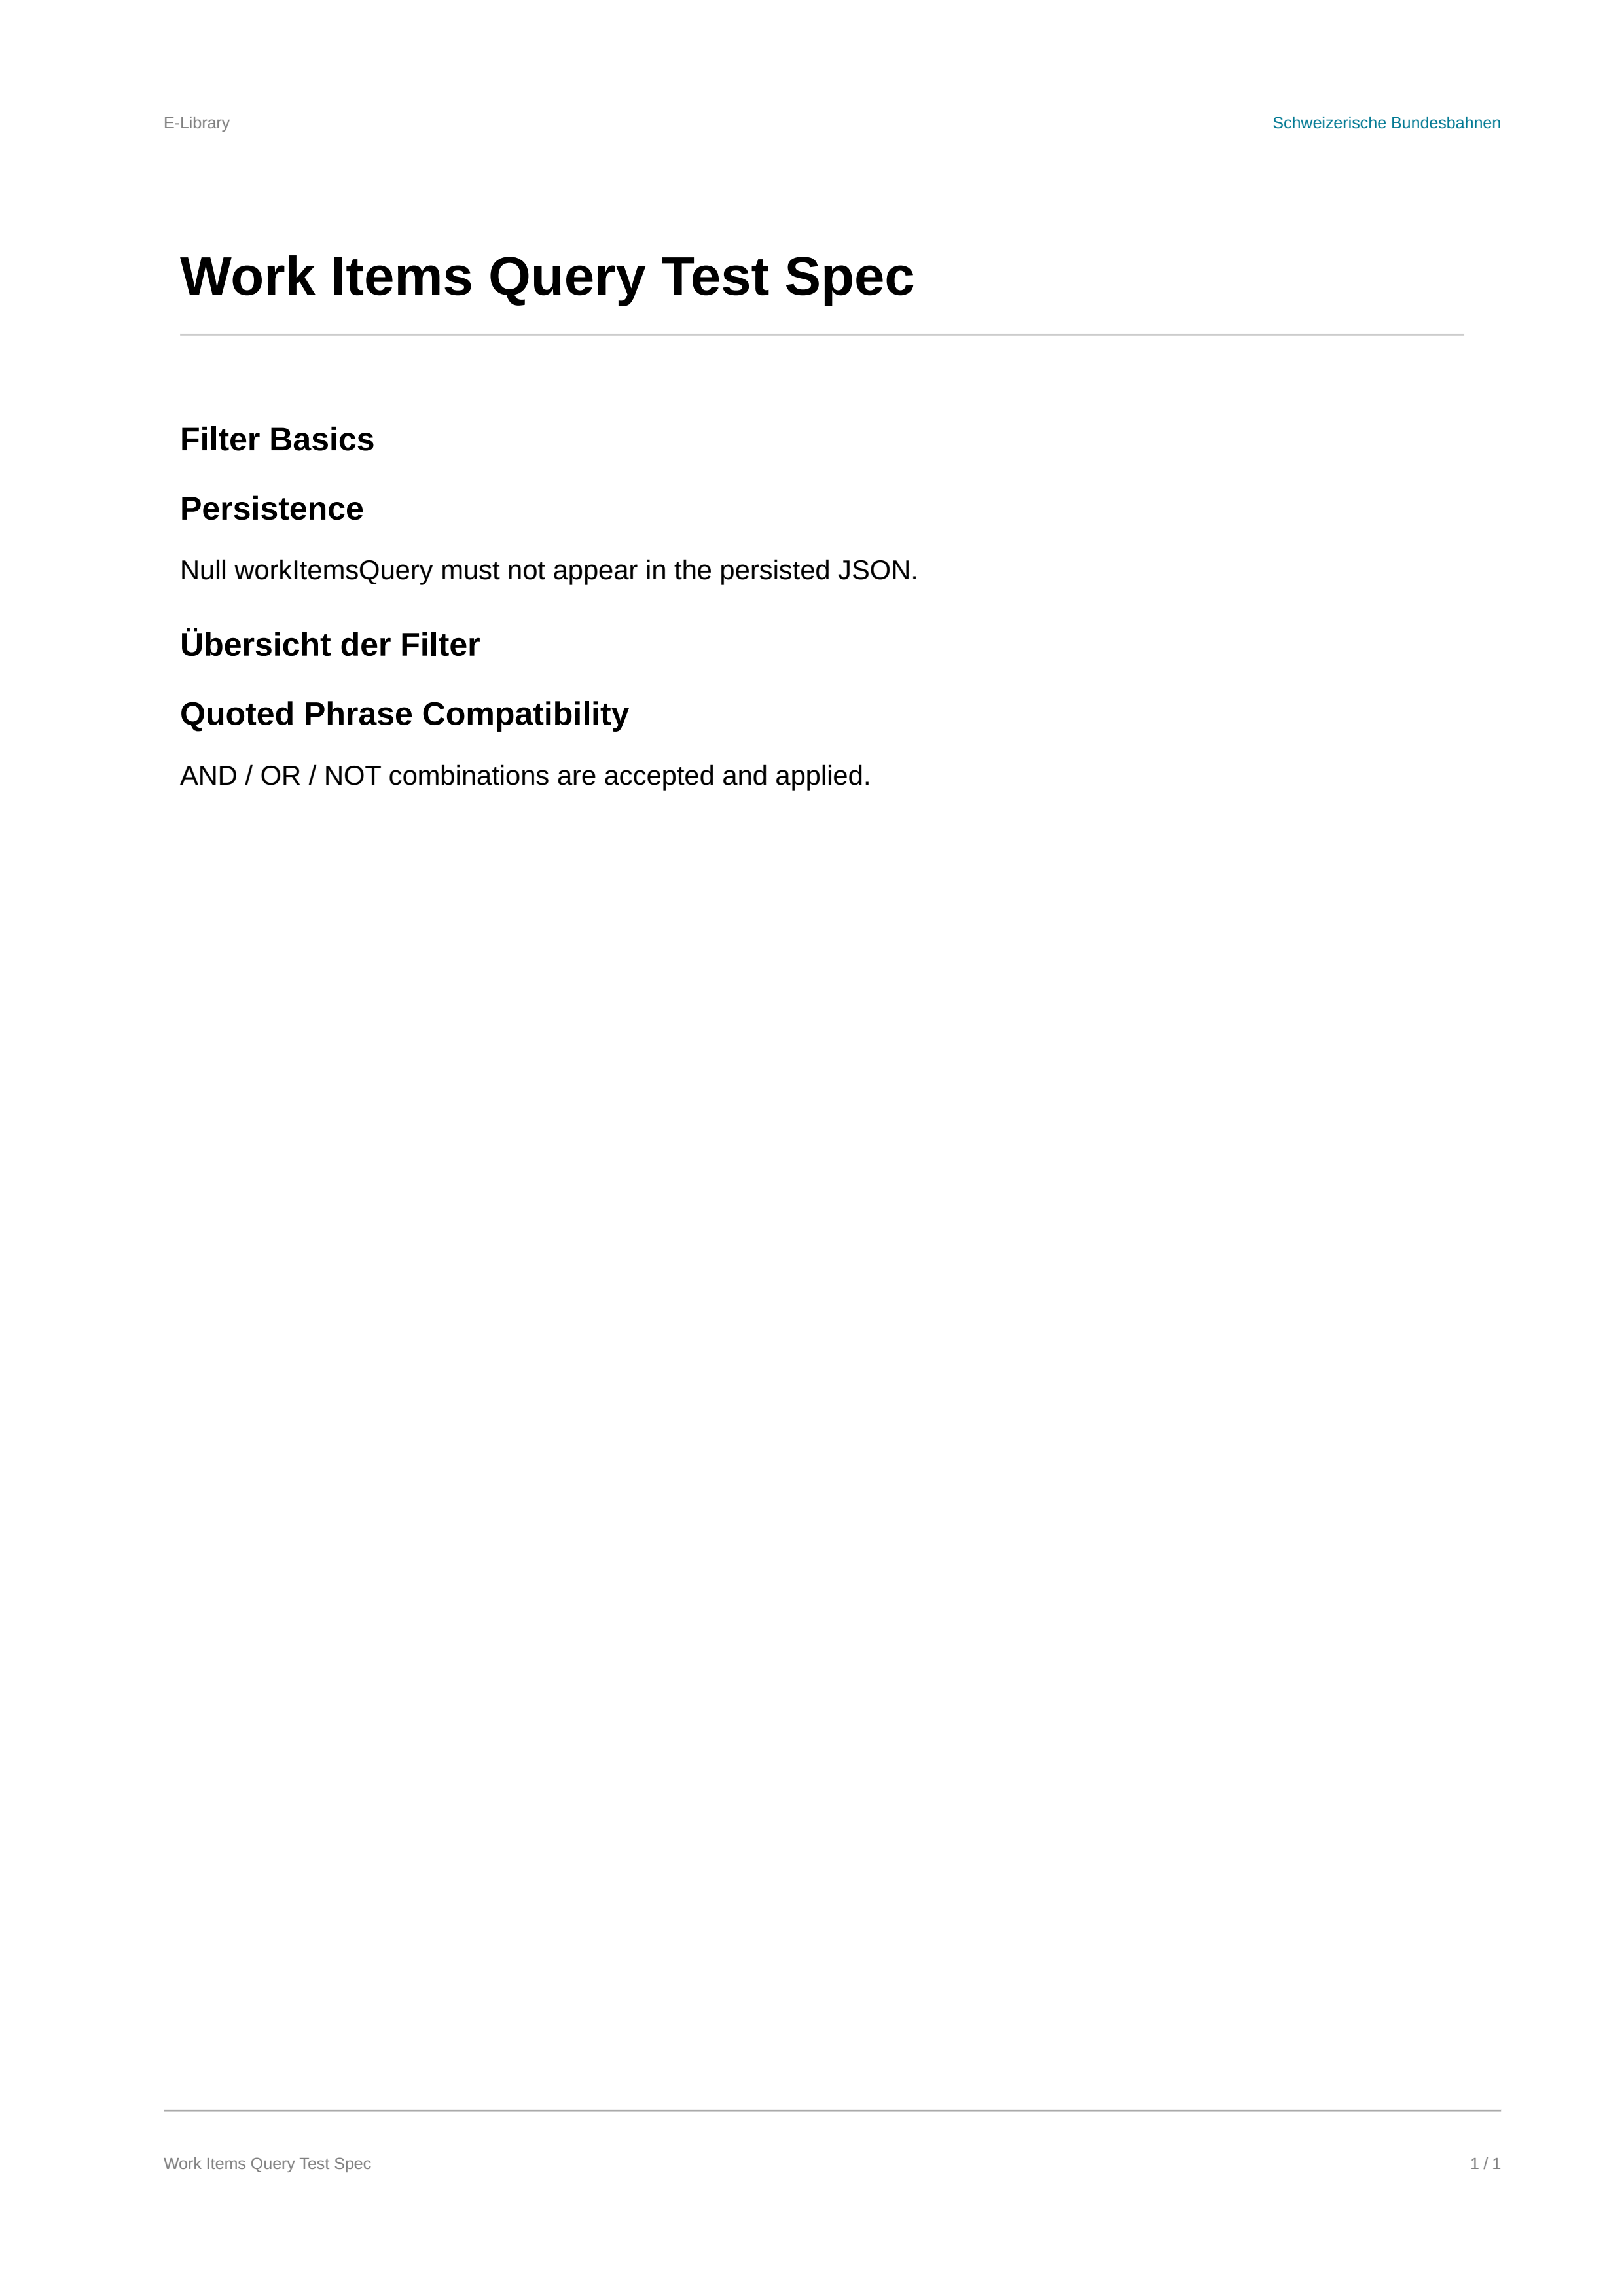 E-Library
Schweizerische Bundesbahnen
Work Items Query Test Spec
Filter Basics
Persistence
Null workItemsQuery must not appear in the persisted JSON.
Übersicht der Filter
Quoted Phrase Compatibility
AND / OR / NOT combinations are accepted and applied.
Work Items Query Test Spec
1 / 1